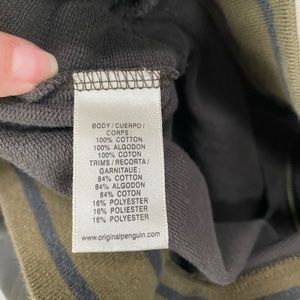 BODY / CUERPO /
CORPS :
100% COTTON
100% ALGODON
100% COTON
TRIMS / RECORTA /
GARNITAUE :
84% COTTON
84% ALGODON
84% COTON
16% POLYESTER
16% POLIESTER
16% POLYESTER
www.originalpenguin.com